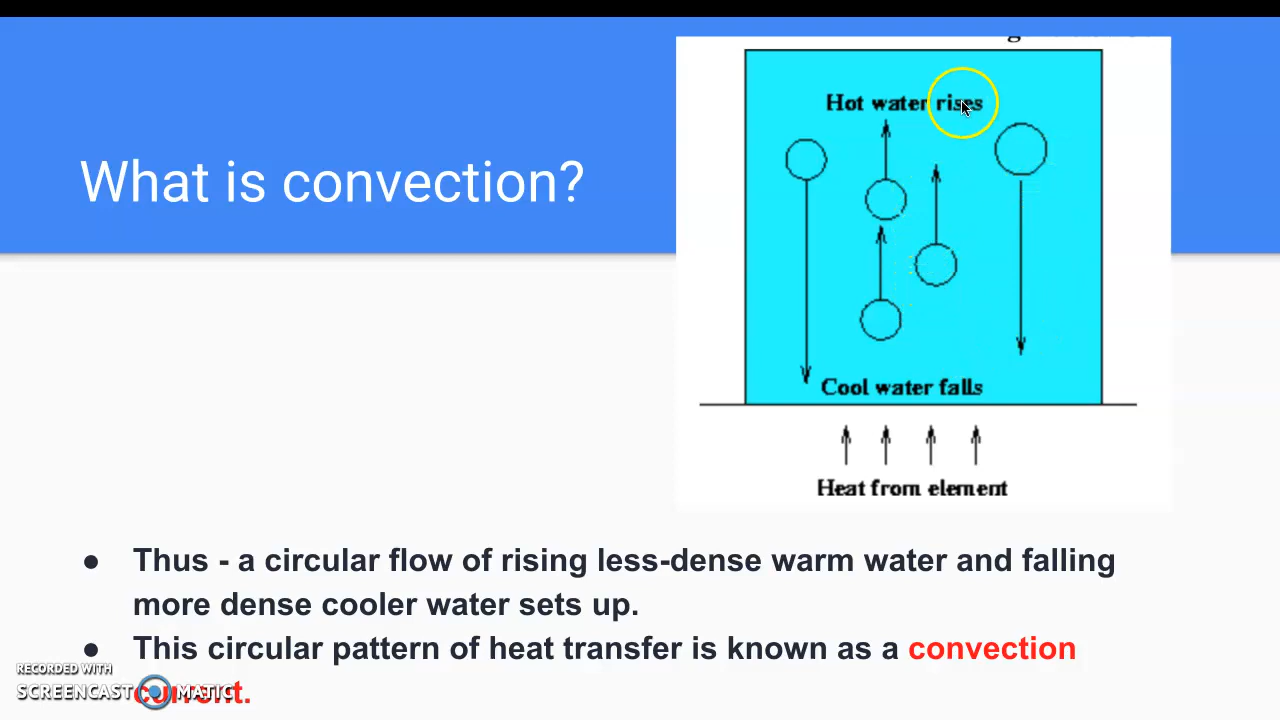 What is convection?
Hot water rises
Cool water falls
Heat from element
● Thus - a circular flow of rising less-dense warm water and falling
more dense cooler water sets up.
● This circular pattern of heat transfer is known as a convection
current.
RECORDED WITH
SCREENCAST MATIC